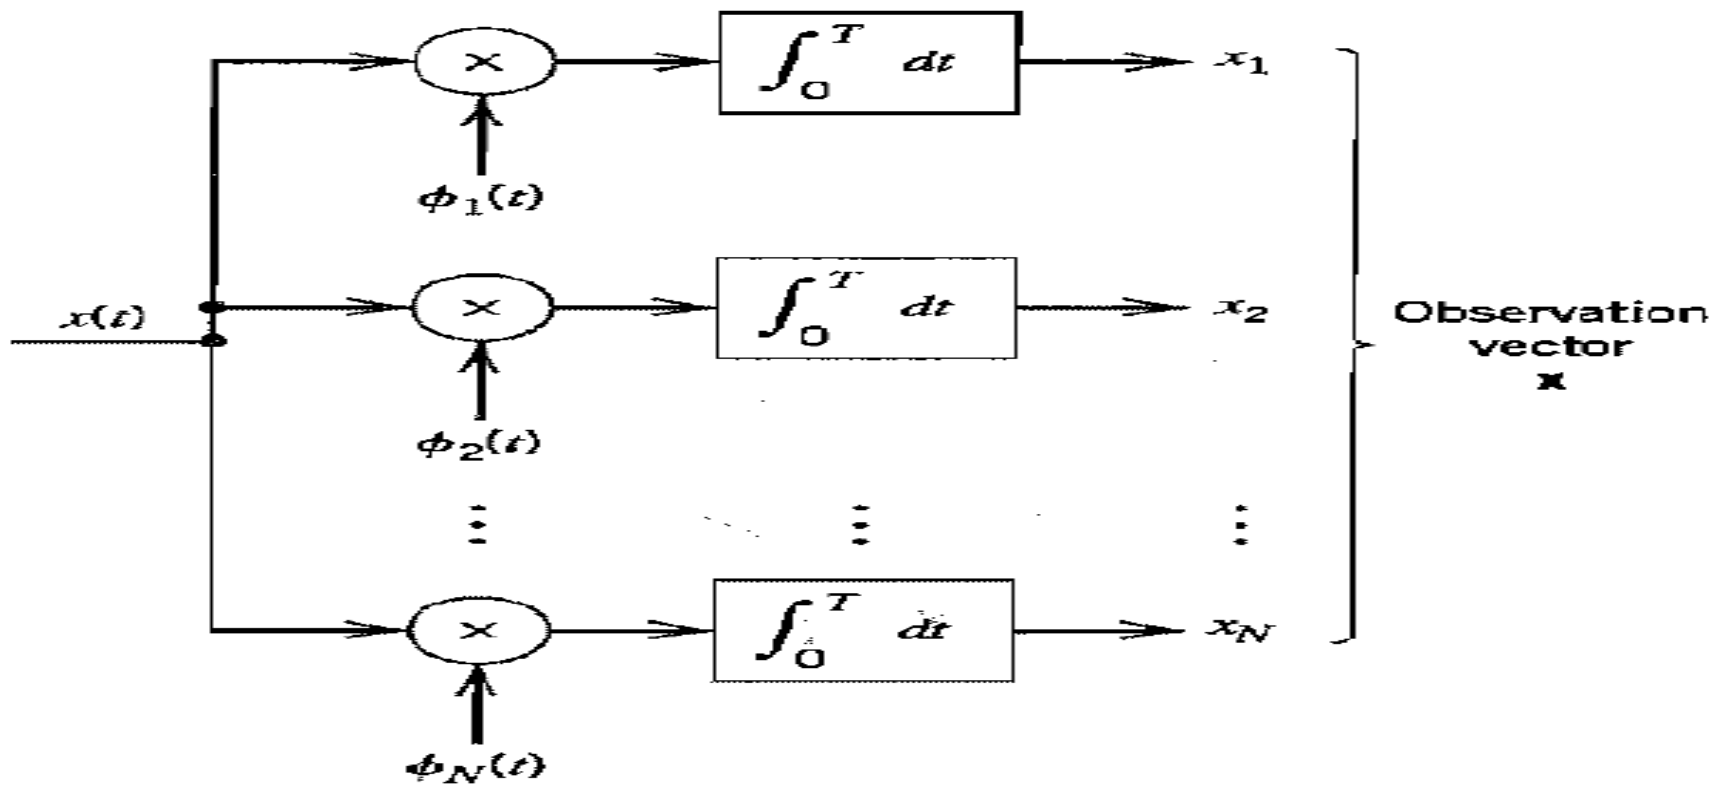 × ∫₀ᵀ dt x₁
ϕ₁(t)
x(t) × ∫₀ᵀ dt x₂
Observation
vector
x
ϕ₂(t)
⋮ ⋮ ⋮
× ∫₀ᵀ dt x_N
ϕ_N(t)